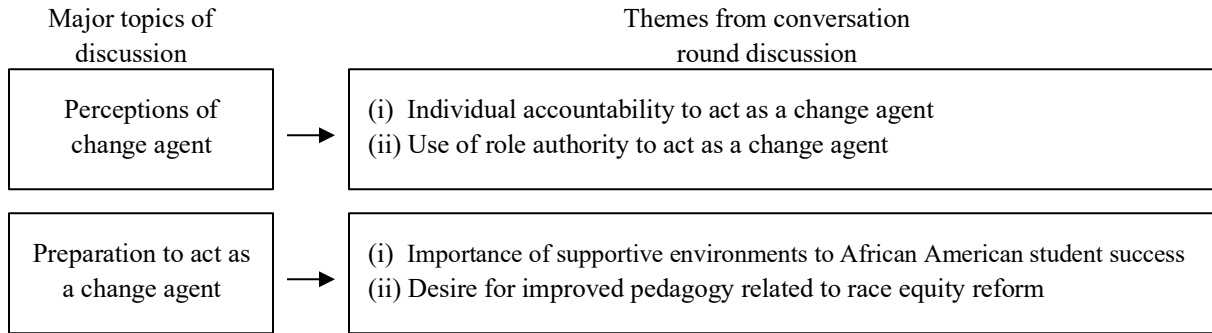 Major topics of
discussion
Themes from conversation
round discussion
Perceptions of
change agent
(i) Individual accountability to act as a change agent
(ii) Use of role authority to act as a change agent
Preparation to act as
a change agent
(i) Importance of supportive environments to African American student success
(ii) Desire for improved pedagogy related to race equity reform